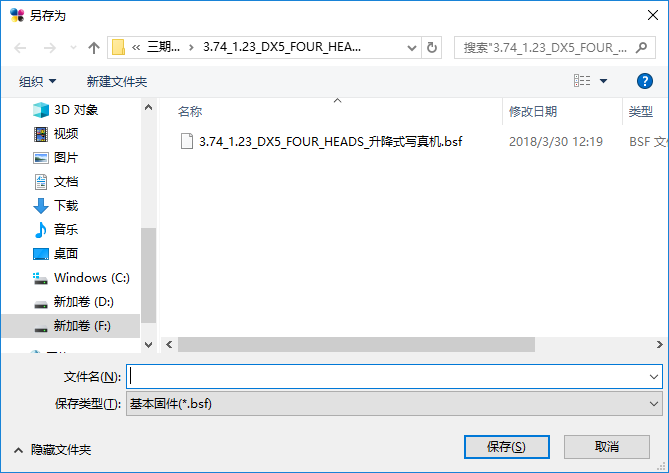 另存为
« 三期... > 3.74_1.23_DX5_FOUR_HEA...
搜索"3.74_1.23_DX5_FOUR_...
组织 新建文件夹
3D 对象
视频
图片
文档
下载
音乐
桌面
Windows (C:)
新加卷 (D:)
新加卷 (F:)
名称 修改日期 类型
3.74_1.23_DX5_FOUR_HEADS_升降式写真机.bsf 2018/3/30 12:19 BSF 文
文件名(N):
保存类型(T): 基本固件(*.bsf)
隐藏文件夹 保存(S) 取消